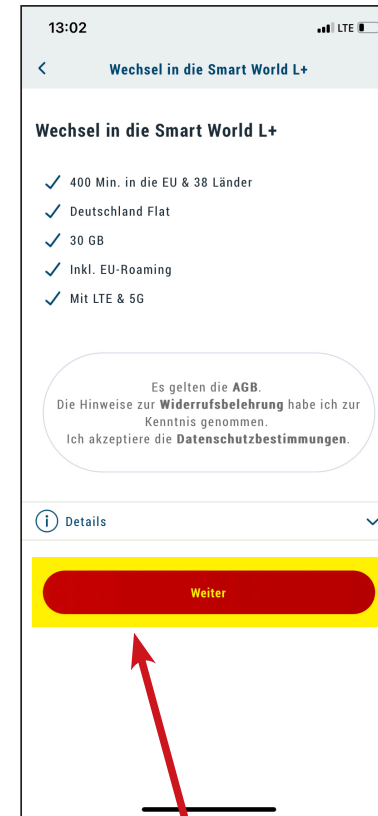 13:02
LTE
Wechsel in die Smart World L+
Wechsel in die Smart World L+
400 Min. in die EU & 38 Länder
Deutschland Flat
30 GB
Inkl. EU-Roaming
Mit LTE & 5G
Es gelten die AGB.
Die Hinweise zur Widerrufsbelehrung habe ich zur
Kenntnis genommen.
Ich akzeptiere die Datenschutzbestimmungen.
i Details
Weiter